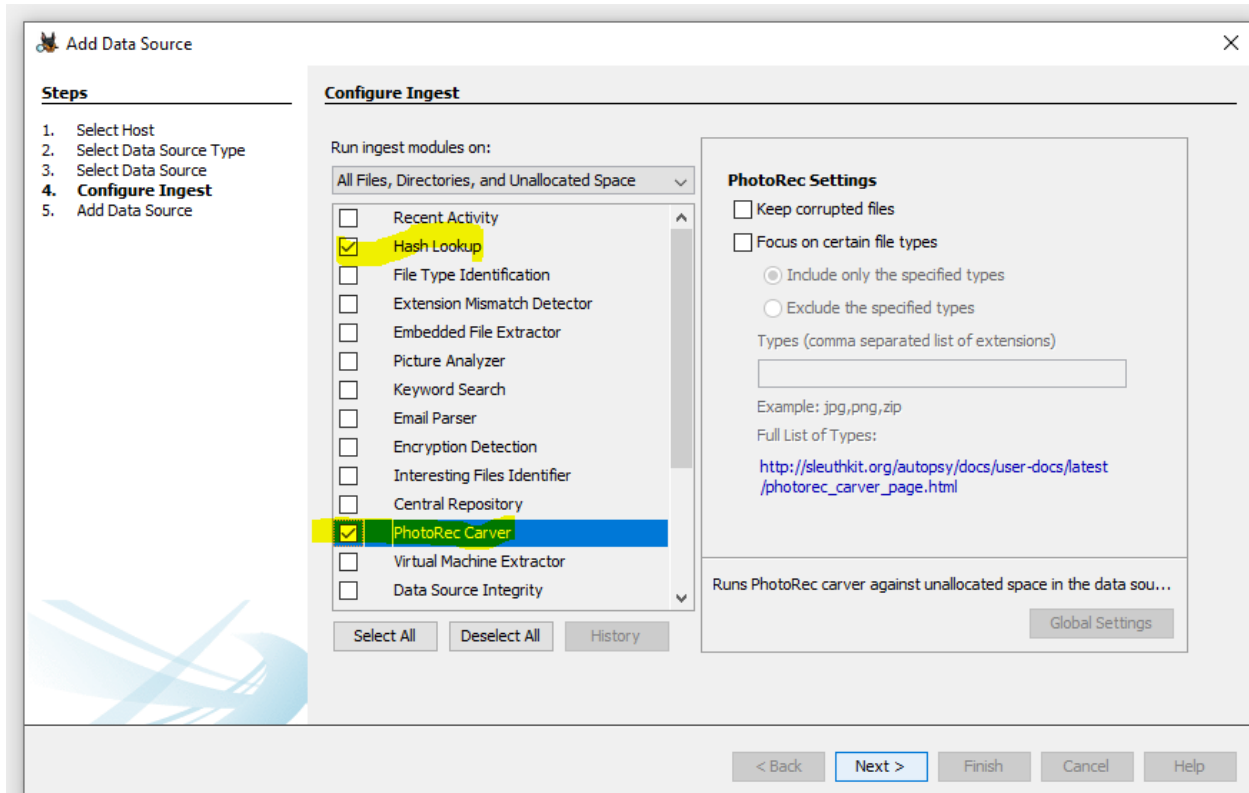 Add Data Source
Steps
1. Select Host
2. Select Data Source Type
3. Select Data Source
4. Configure Ingest
5. Add Data Source
Configure Ingest
Run ingest modules on:
All Files, Directories, and Unallocated Space
Recent Activity
Hash Lookup
File Type Identification
Extension Mismatch Detector
Embedded File Extractor
Picture Analyzer
Keyword Search
Email Parser
Encryption Detection
Interesting Files Identifier
Central Repository
PhotoRec Carver
Virtual Machine Extractor
Data Source Integrity
Select All
Deselect All
History
PhotoRec Settings
Keep corrupted files
Focus on certain file types
Include only the specified types
Exclude the specified types
Types (comma separated list of extensions)
Example: jpg,png,zip
Full List of Types:
http://sleuthkit.org/autopsy/docs/user-docs/latest
/photorec_carver_page.html
Runs PhotoRec carver against unallocated space in the data sou...
Global Settings
< Back
Next >
Finish
Cancel
Help